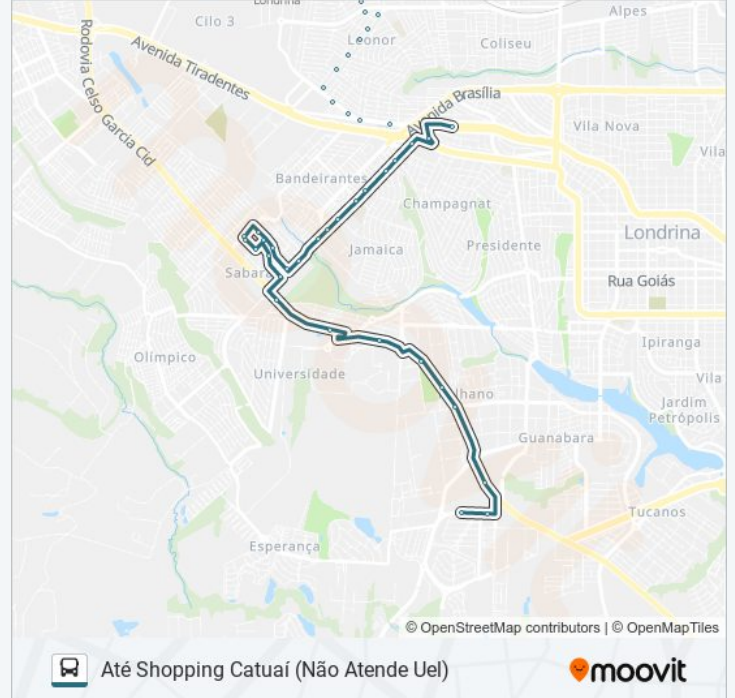 Londrina
Cilo 3
Alpes
Leonor
Coliseu
Avenida Tiradentes
Rodovia Celso Garcia Cid
Avenida Brasília
Vila Nova
Vila
Bandeirantes
Champagnat
Londrina
Presidente
Jamaica
Sabará
Rua Goiás
Ipiranga
Olímpico
Universidade
Vila
lhano
Jardim
Petrópolis
Guanabara
Tucanos
Esperança
© OpenStreetMap contributors | © OpenMapTiles
Até Shopping Catuaí (Não Atende Uel)
moovit